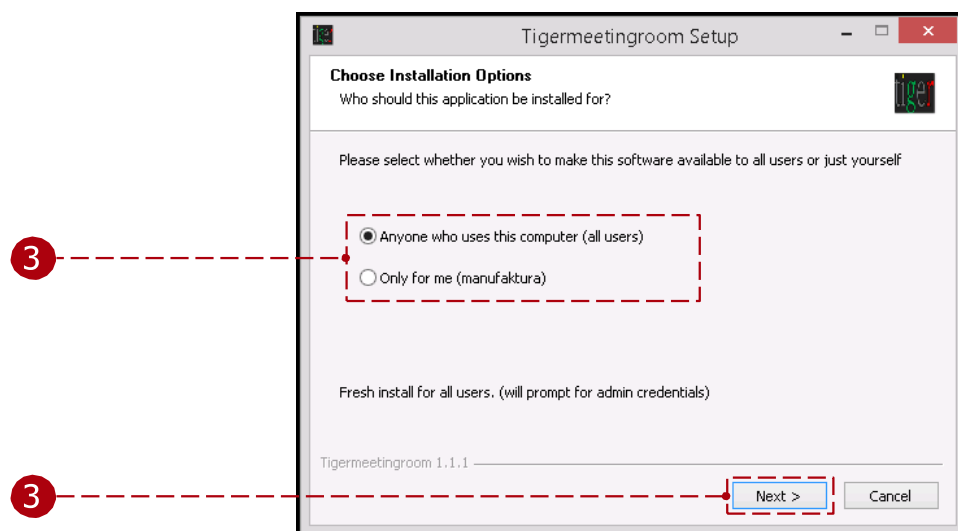 Tigermeetingroom Setup
Choose Installation Options
Who should this application be installed for?
tiger
Please select whether you wish to make this software available to all users or just yourself
3
Anyone who uses this computer (all users)
Only for me (manufaktura)
Fresh install for all users. (will prompt for admin credentials)
Tigermeetingroom 1.1.1
3
Next >
Cancel